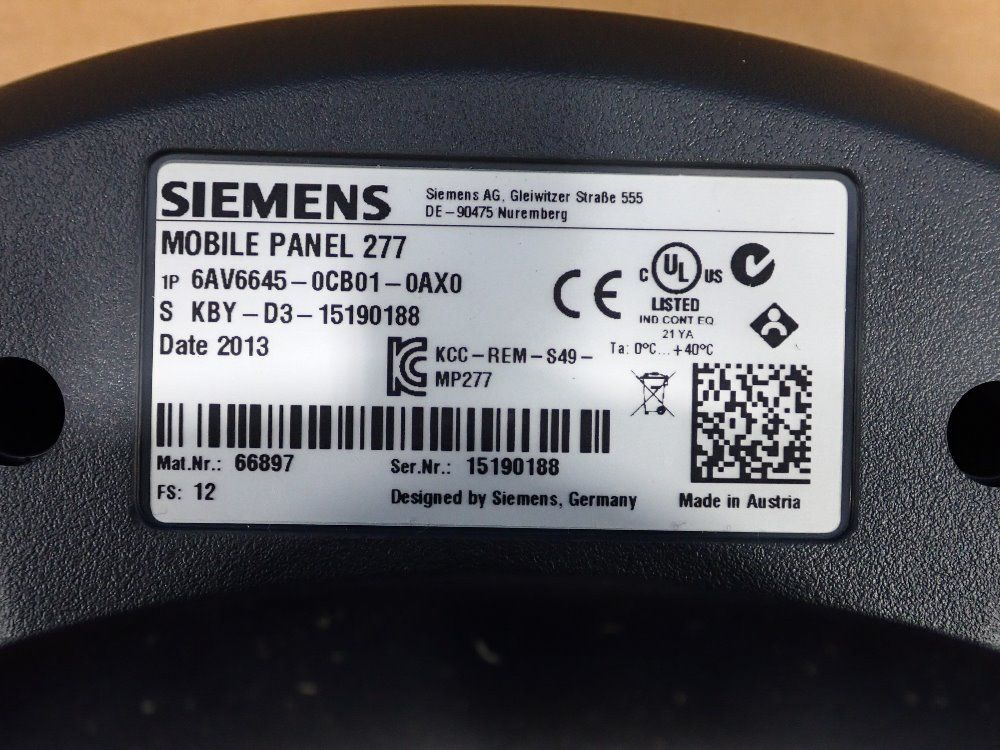 SIEMENS
Siemens AG, Gleiwitzer Straße 555
DE-90475 Nuremberg
MOBILE PANEL 277
1P 6AV6645-0CB01-0AX0
S KBY-D3-15190188
Date 2013
CE
C UL US
LISTED
IND CONT EQ
21 YA
Ta: 0°C...+40°C
KC
KCC-REM-S49-
MP277
Mat.Nr.: 66897
Ser.Nr.: 15190188
FS: 12
Designed by Siemens, Germany
Made in Austria